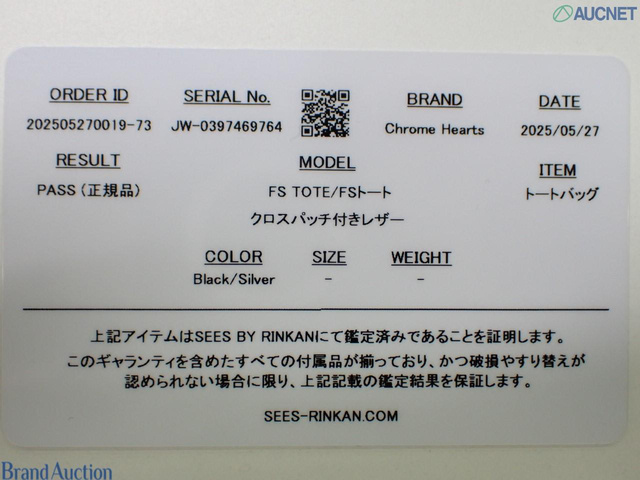 AUCNET
ORDER ID
202505270019-73
SERIAL No.
JW-0397469764
BRAND
Chrome Hearts
DATE
2025/05/27
RESULT
PASS（正規品）
MODEL
FS TOTE/FSトート
クロスパッチ付きレザー
ITEM
トートバッグ
COLOR
Black/Silver
SIZE
-
WEIGHT
-
上記アイテムはSEES BY RINKANにて鑑定済みであることを証明します。
このギャランティを含めたすべての付属品が揃っており、かつ破損やすり替えが
認められない場合に限り、上記記載の鑑定結果を保証します。
SEES-RINKAN.COM
BrandAuction